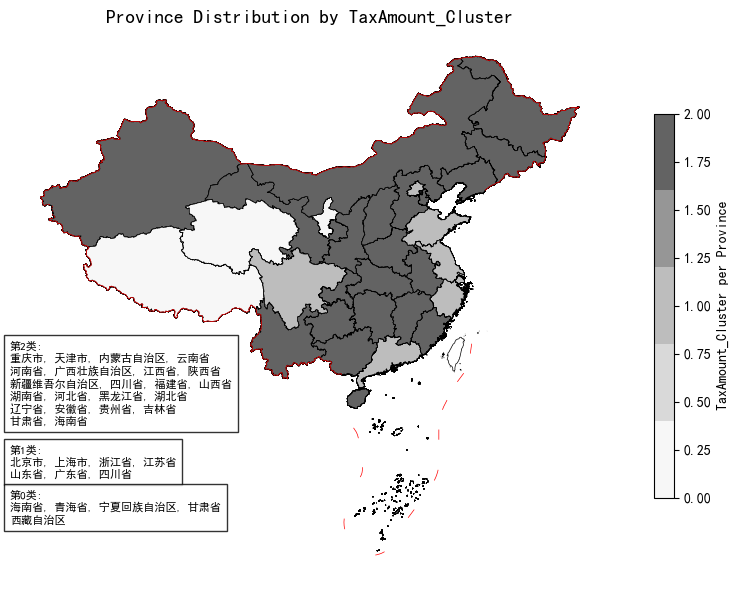 Province Distribution by TaxAmount_Cluster
2.00
1.75
1.50
1.00
0.75
0.50
0.25
0.00
TaxAmount_Cluster per Province
第2类:
重庆市, 天津市, 内蒙古自治区, 云南省
河南省, 广西壮族自治区, 江西省, 陕西省
新疆维吾尔自治区, 四川省, 福建省, 山西省
湖南省, 河北省, 黑龙江省, 湖北省
辽宁省, 安徽省, 贵州省, 吉林省
甘肃省, 海南省
第1类:
北京市, 上海市, 浙江省, 江苏省
山东省, 广东省, 四川省
第0类:
海南省, 青海省, 宁夏回族自治区, 甘肃省
西藏自治区